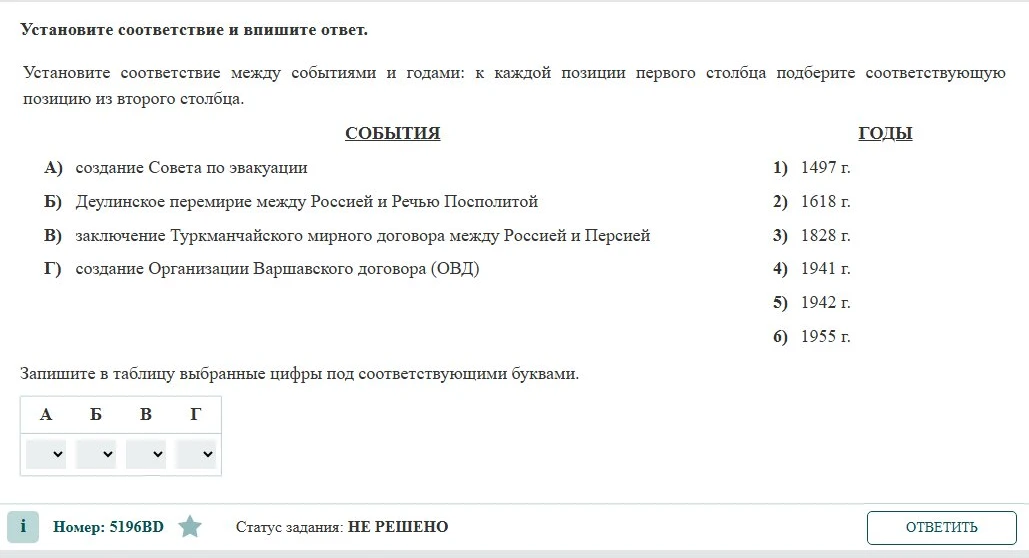 Установите соответствие и впишите ответ.
Установите соответствие между событиями и годами: к каждой позиции первого столбца подберите соответствующую
позицию из второго столбца.
СОБЫТИЯ ГОДЫ
А) создание Совета по эвакуации 1) 1497 г.
Б) Деулинское перемирие между Россией и Речью Посполитой 2) 1618 г.
В) заключение Туркманчайского мирного договора между Россией и Персией 3) 1828 г.
Г) создание Организации Варшавского договора (ОВД) 4) 1941 г.
5) 1942 г.
6) 1955 г.
Запишите в таблицу выбранные цифры под соответствующими буквами.
А Б В Г
i Номер: 5196BD Статус задания: НЕ РЕШЕНО ОТВЕТИТЬ